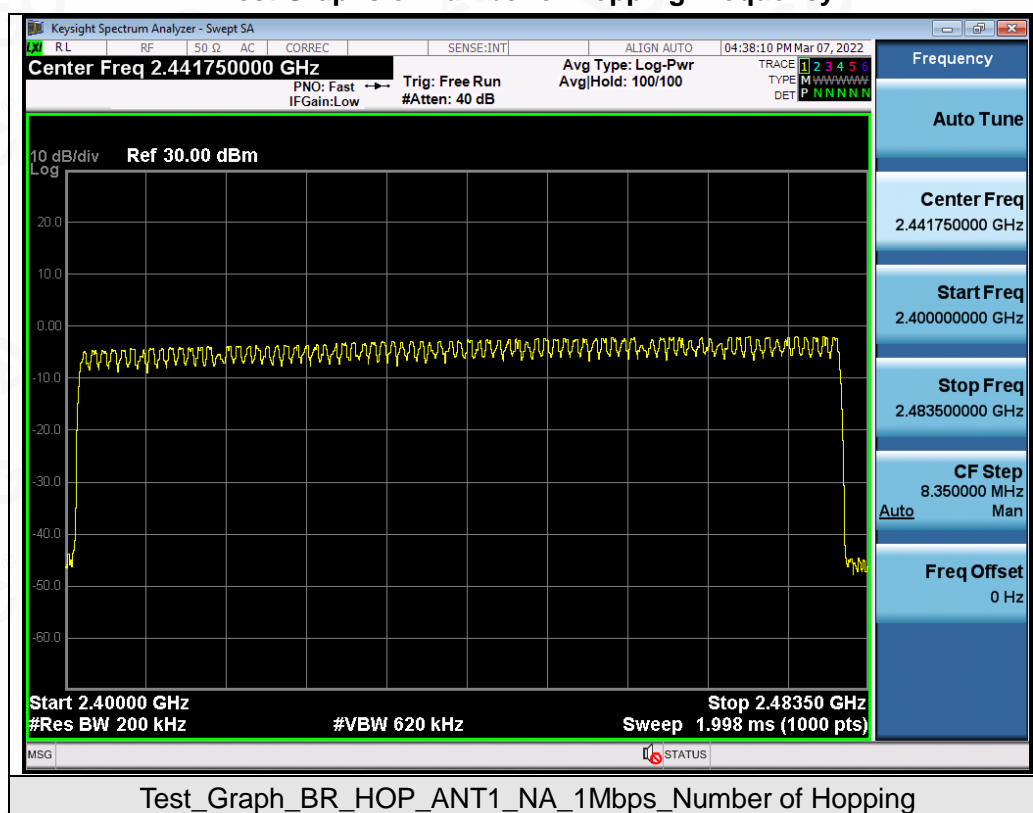 Keysight Spectrum Analyzer - Swept SA
LXI RL RF 50 Ω AC CORREC SENSE:INT ALIGN AUTO 04:38:10 PM Mar 07, 2022
Center Freq 2.441750000 GHz
PNO: Fast
IFGain:Low
Trig: Free Run
#Atten: 40 dB
Avg Type: Log-Pwr
Avg|Hold: 100/100
TRACE 1 2 3 4 5 6
TYPE M WWWWW
DET P N N N N N
10 dB/div Ref 30.00 dBm
Log
20.0
10.0
0.00
-10.0
-20.0
-30.0
-40.0
-50.0
-60.0
Start 2.40000 GHz Stop 2.48350 GHz
#Res BW 200 kHz #VBW 620 kHz Sweep 1.998 ms (1000 pts)
MSG STATUS
Frequency
Auto Tune
Center Freq
2.441750000 GHz
Start Freq
2.400000000 GHz
Stop Freq
2.483500000 GHz
CF Step
8.350000 MHz
Auto Man
Freq Offset
0 Hz
Test_Graph_BR_HOP_ANT1_NA_1Mbps_Number of Hopping